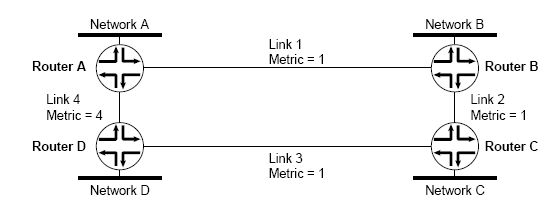 Network A
Network B
Link 1
Metric = 1
Router A
Router B
Link 4
Metric = 4
Link 2
Metric = 1
Router D
Router C
Link 3
Metric = 1
Network D
Network C